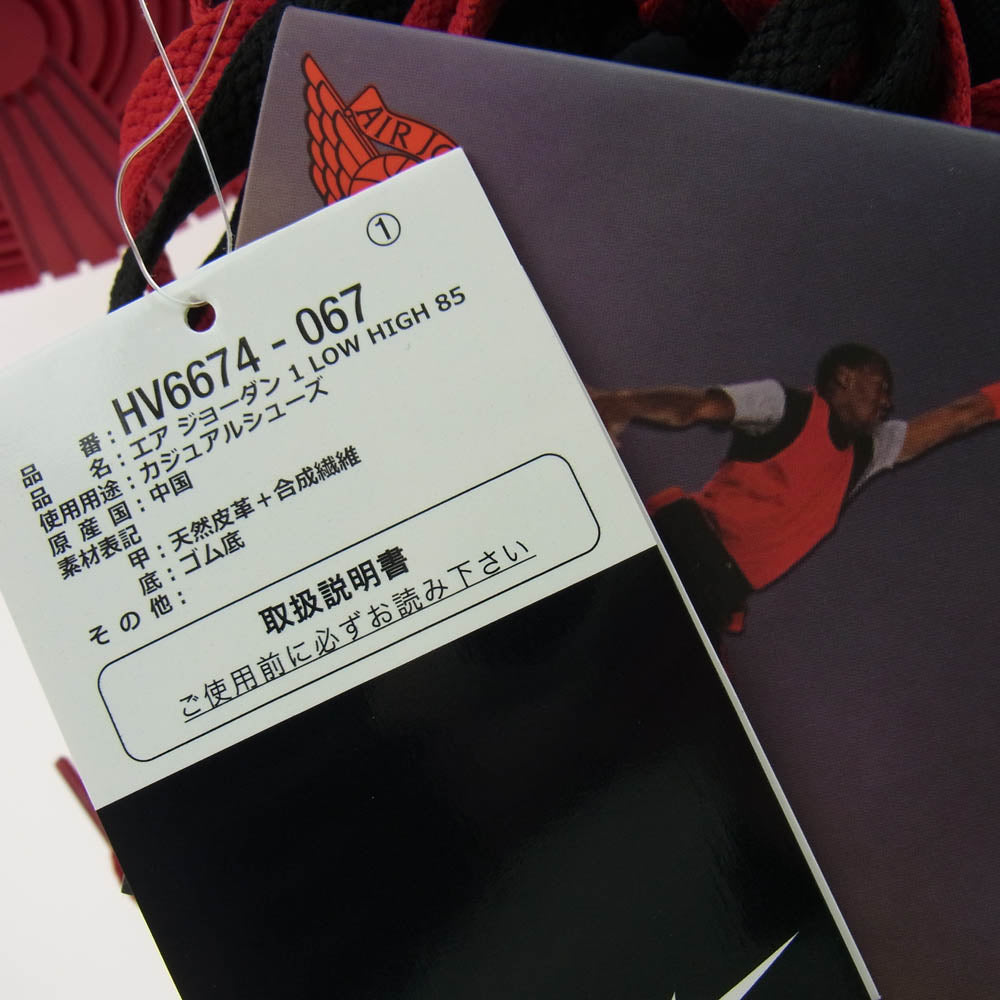 AIR JO
①
品番：HV6674 - 067
品名：エア ジョーダン 1 LOW HIGH 85
使用用途：カジュアルシューズ
原産国：中国
素材表記
甲：天然皮革＋合成繊維
底：ゴム底
その他：
取扱説明書
ご使用前に必ずお読み下さい